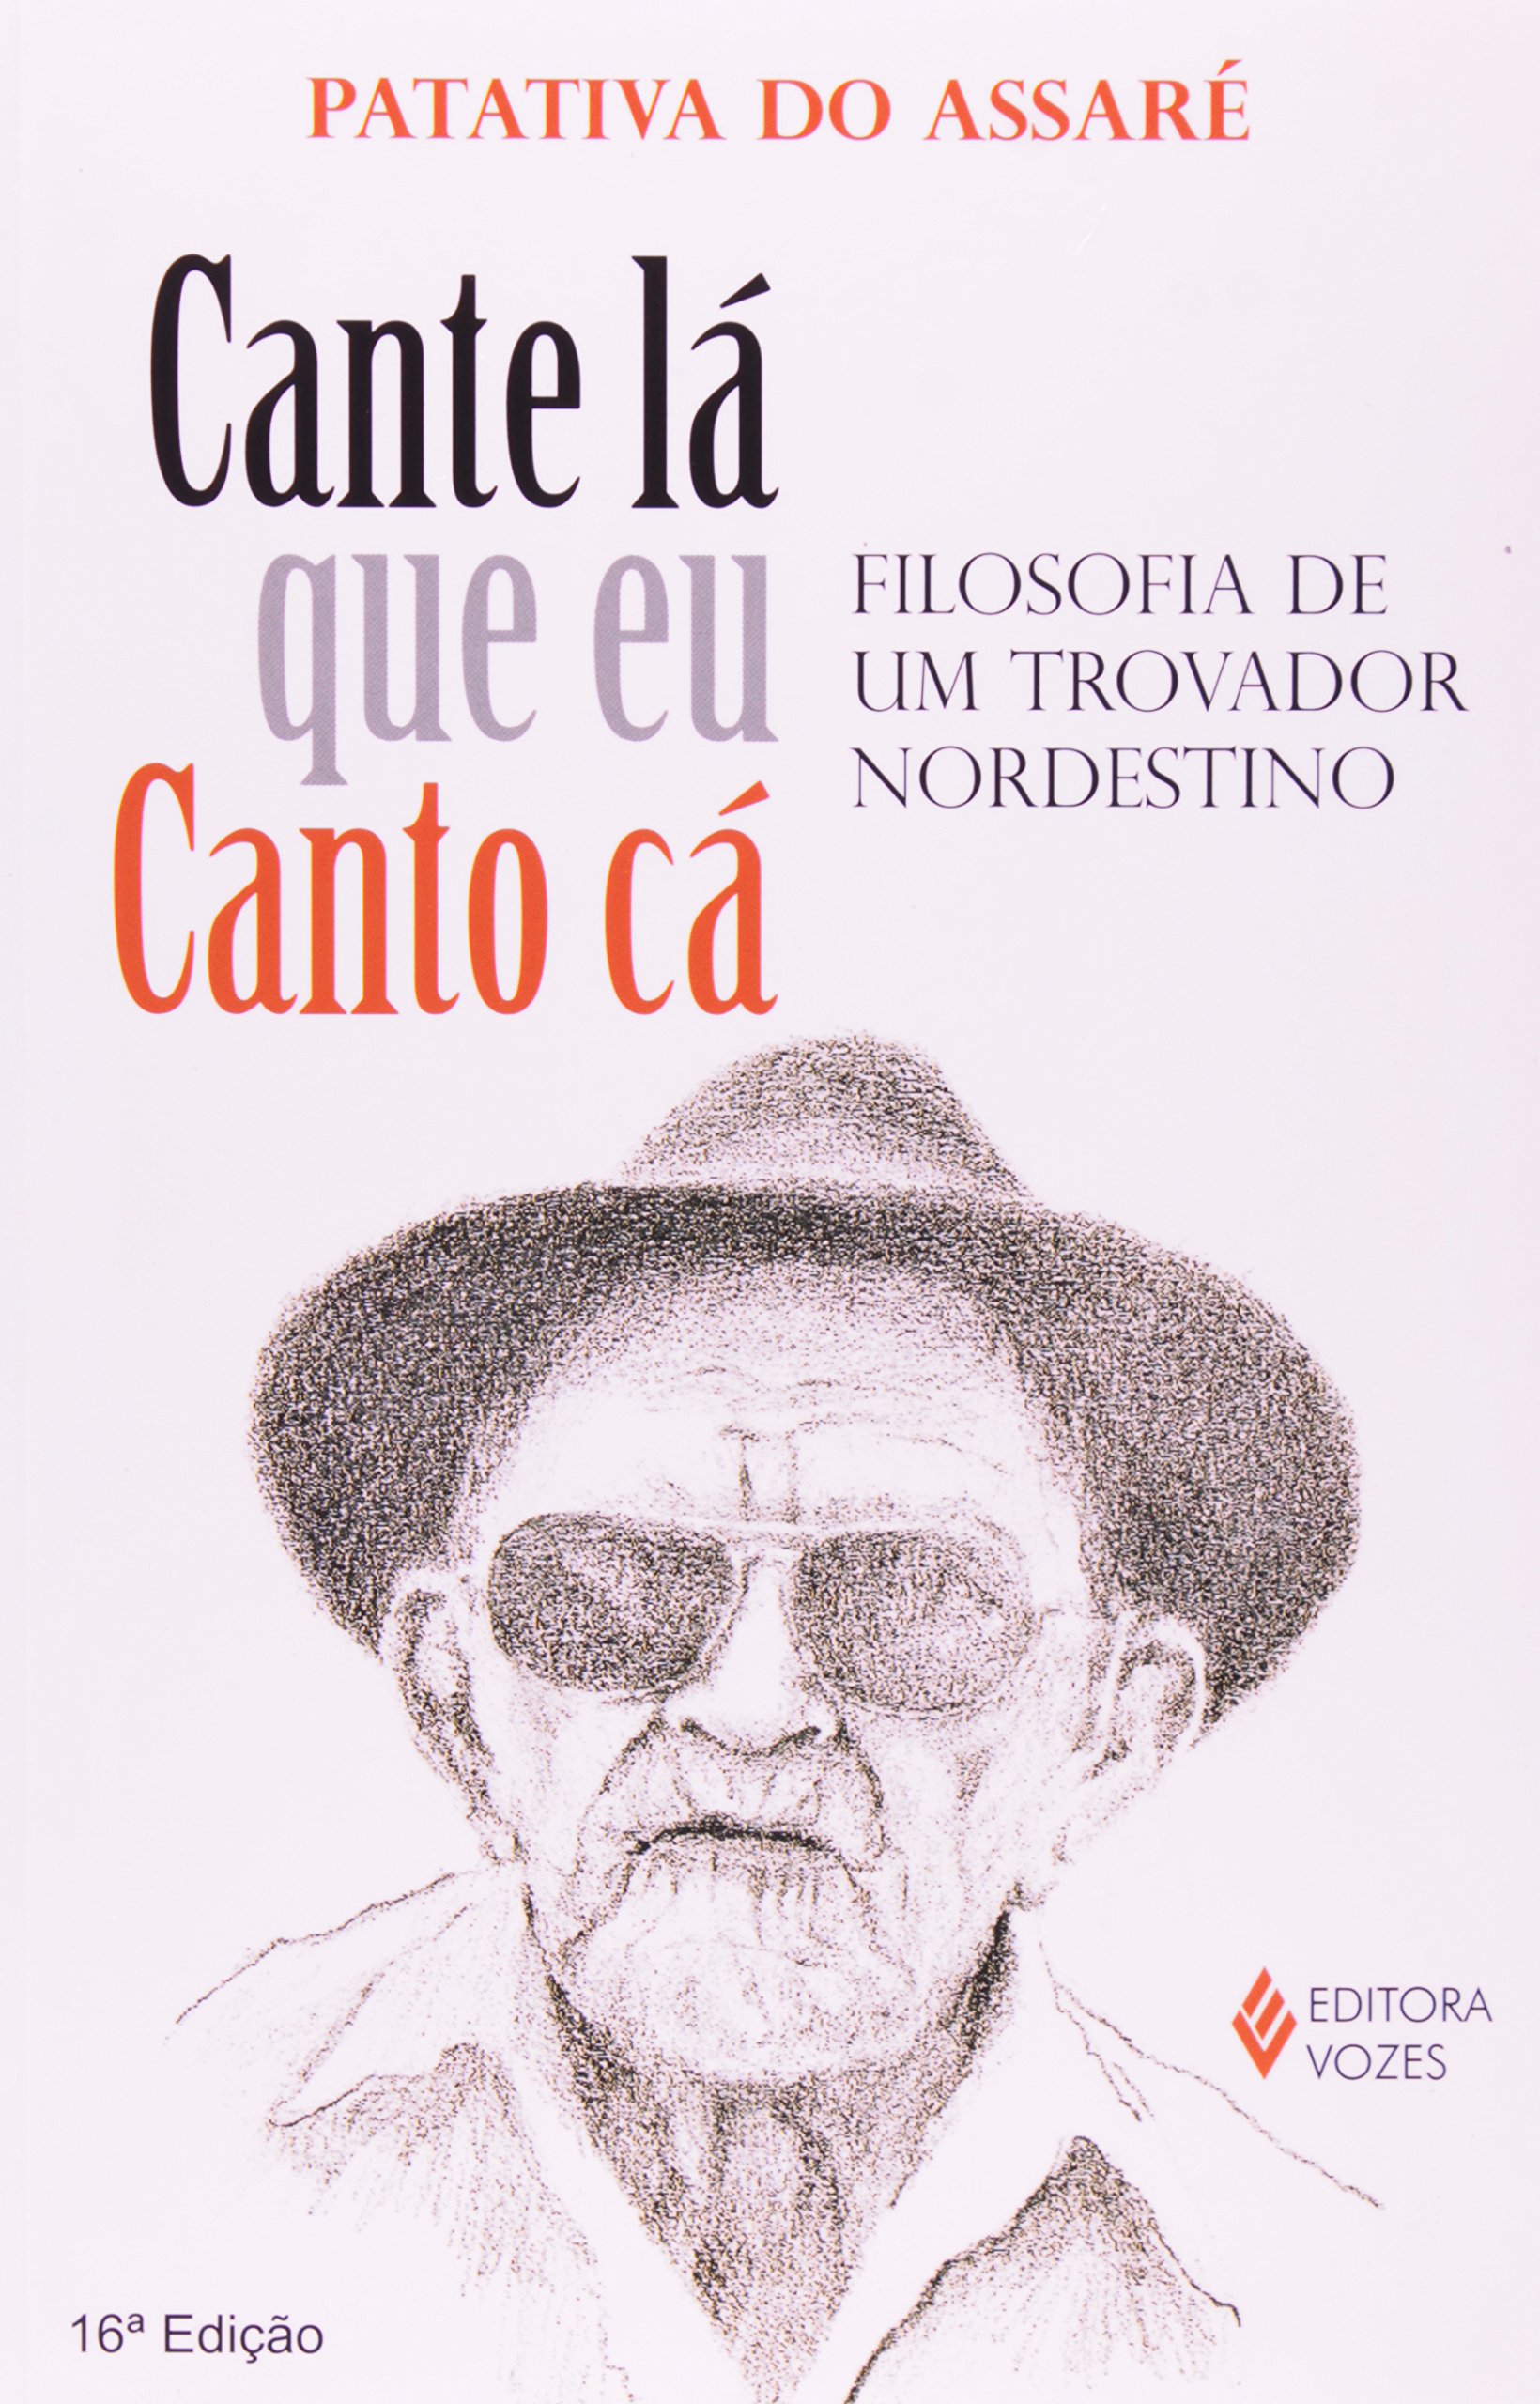 PATATIVA DO ASSARÉ
Cante lá
que eu
Canto cá
FILOSOFIA DE
UM TROVADOR
NORDESTINO
EDITORA
VOZES
16ª Edição